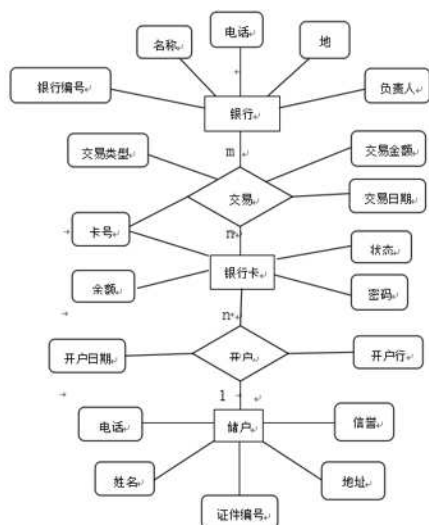 电话
名称
地
银行编号
负责人
银行
m
交易类型
交易金额
交易
交易日期
卡号
n
状态
银行卡
余额
密码
n
开户日期
开户
开户行
1
电话
储户
信誉
姓名
地址
证件编号